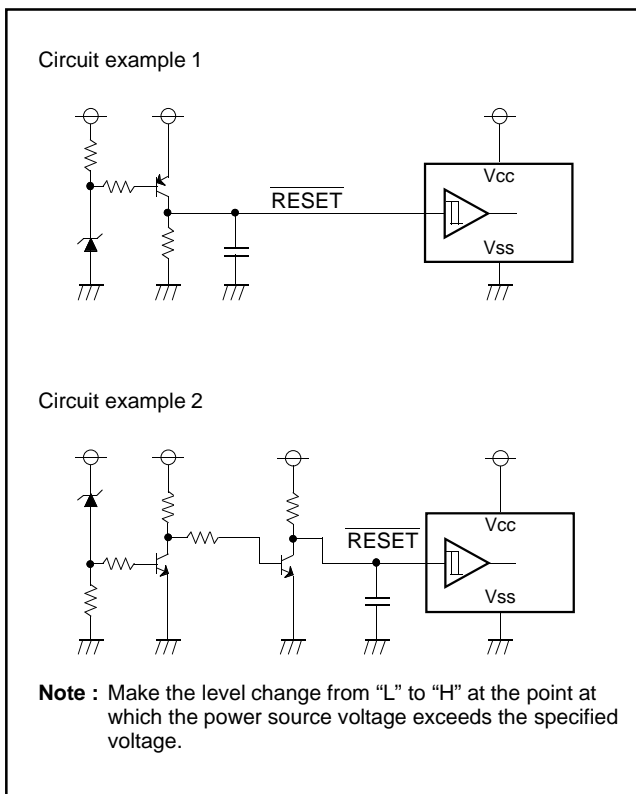 Circuit example 1
RESET
Vcc
Vss
Circuit example 2
RESET
Vcc
Vss
Note : Make the level change from “L” to “H” at the point at
which the power source voltage exceeds the specified
voltage.